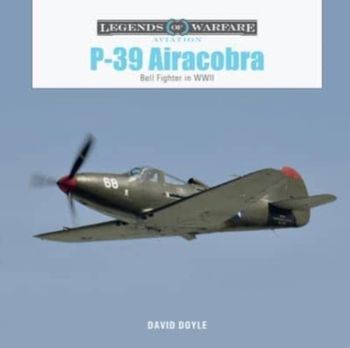 LEGENDS OF WARFARE
AVIATION
P-39 Airacobra
Bell Fighter in WWII
68
DAVID DOYLE